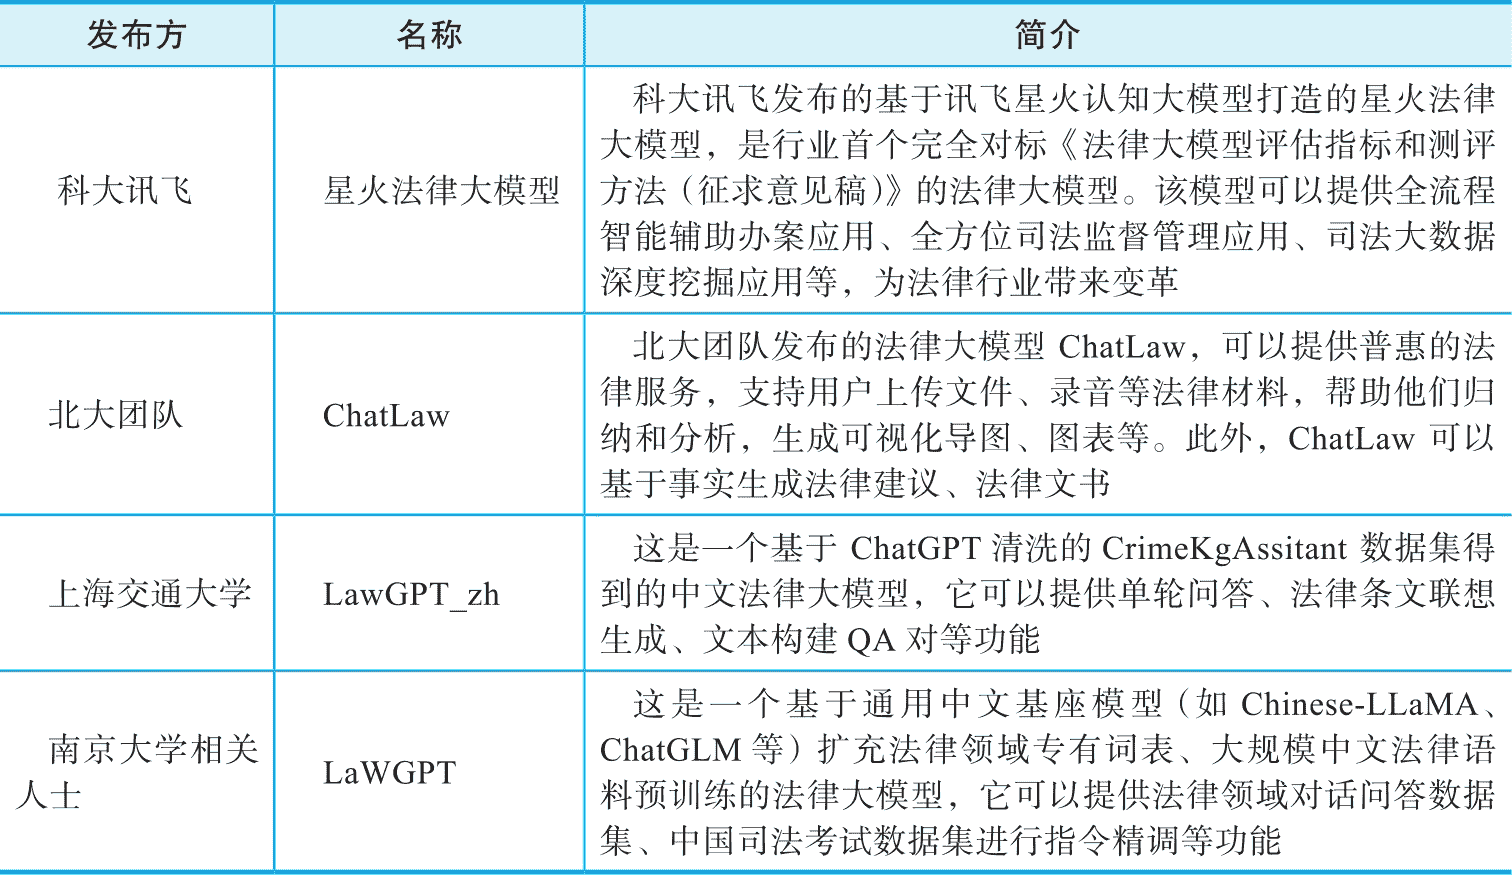 发布方 名称 简介
科大讯飞
星火法律大模型
科大讯飞发布的基于讯飞星火认知大模型打造的星火法律
大模型，是行业首个完全对标《法律大模型评估指标和测评
方法（征求意见稿）》的法律大模型。该模型可以提供全流程
智能辅助办案应用、全方位司法监督管理应用、司法大数据
深度挖掘应用等，为法律行业带来变革
北大团队
ChatLaw
北大团队发布的法律大模型 ChatLaw，可以提供普惠的法
律服务，支持用户上传文件、录音等法律材料，帮助他们归
纳和分析，生成可视化导图、图表等。此外，ChatLaw 可以
基于事实生成法律建议、法律文书
上海交通大学
LawGPT_zh
这是一个基于 ChatGPT 清洗的 CrimeKgAssitant 数据集得
到的中文法律大模型，它可以提供单轮问答、法律条文联想
生成、文本构建 QA 对等功能
南京大学相关
人士
LaWGPT
这是一个基于通用中文基座模型（如 Chinese-LLaMA、
ChatGLM 等）扩充法律领域专有词表、大规模中文法律语
料预训练的法律大模型，它可以提供法律领域对话问答数据
集、中国司法考试数据集进行指令精调等功能